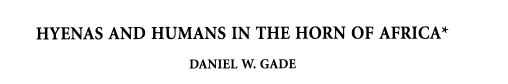 HYENAS AND HUMANS IN THE HORN OF AFRICA*
DANIEL W. GADE